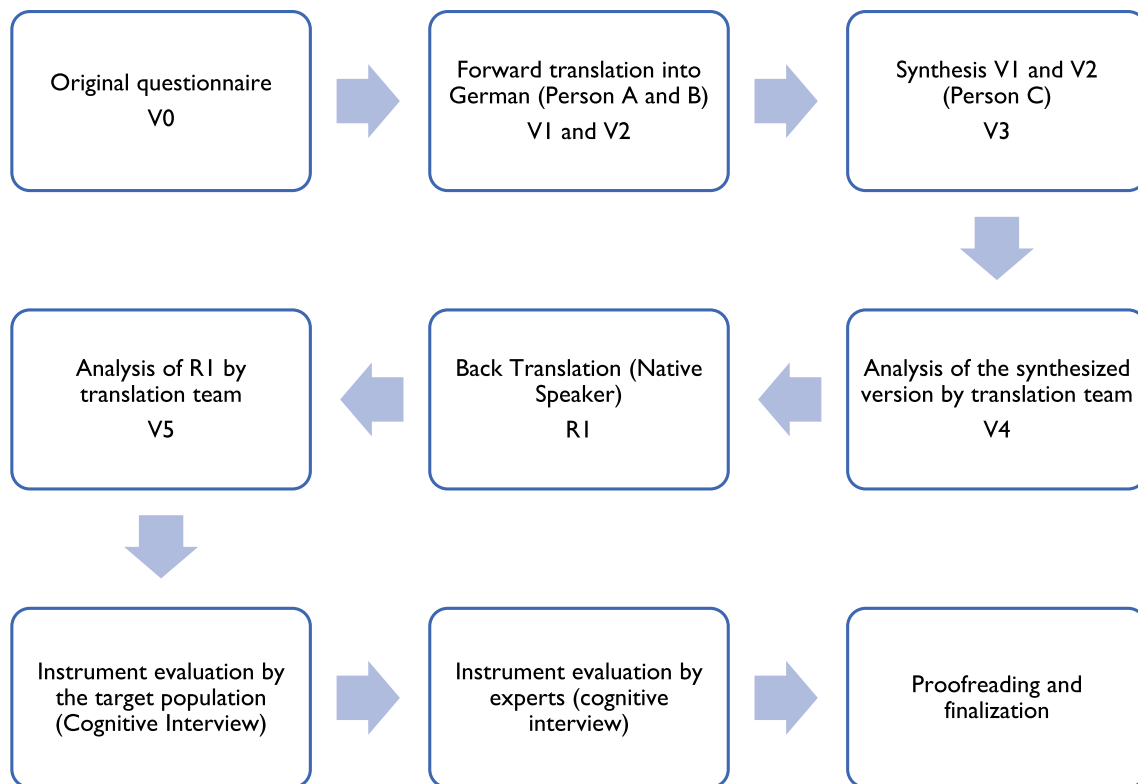 Original questionnaire
V0
Forward translation into
German (Person A and B)
V1 and V2
Synthesis V1 and V2
(Person C)
V3
Analysis of the synthesized
version by translation team
V4
Back Translation (Native
Speaker)
R1
Analysis of R1 by
translation team
V5
Instrument evaluation by
the target population
(Cognitive Interview)
Instrument evaluation by
experts (cognitive
interview)
Proofreading and
finalization